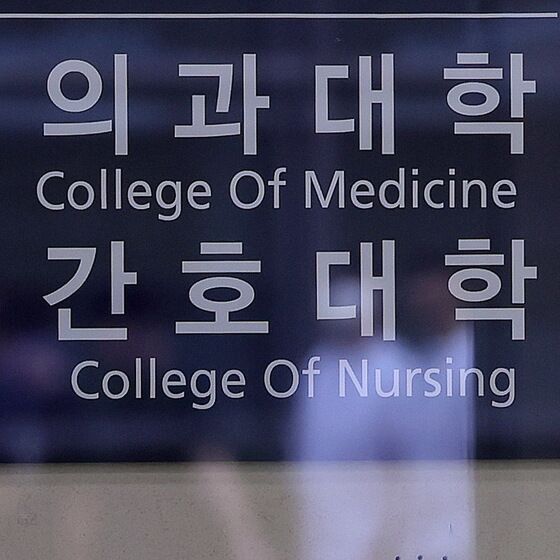 의과대학
College Of Medicine
간호대학
College Of Nursing